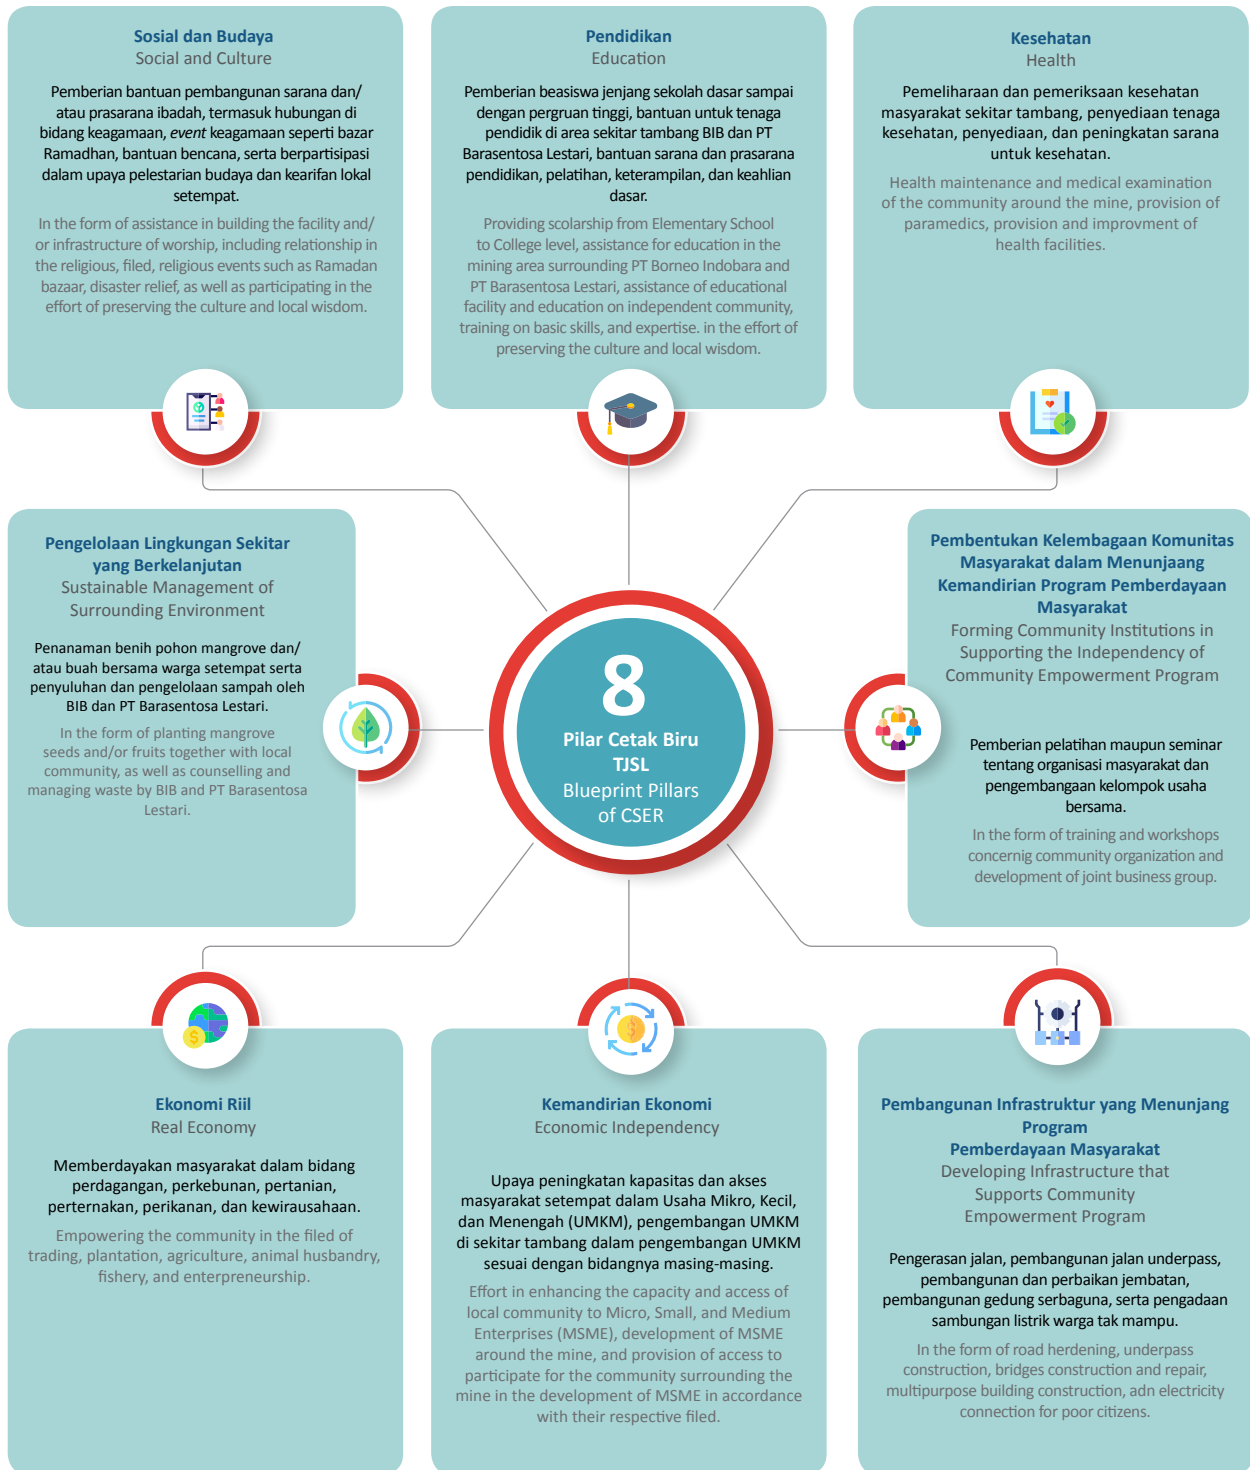 Sosial dan Budaya
Social and Culture
Pemberian bantuan pembangunan sarana dan/
atau prasarana ibadah, termasuk hubungan di
bidang keagamaan, event keagamaan seperti bazar
Ramadhan, bantuan bencana, serta berpartisipasi
dalam upaya pelestarian budaya dan kearifan lokal
setempat.
In the form of assistance in building the facility and/
or infrastructure of worship, including relationship in
the religious, filed, religious events such as Ramadan
bazaar, disaster relief, as well as participating in the
effort of preserving the culture and local wisdom.
Pendidikan
Education
Pemberian beasiswa jenjang sekolah dasar sampai
dengan pergruan tinggi, bantuan untuk tenaga
pendidik di area sekitar tambang BIB dan PT
Barasentosa Lestari, bantuan sarana dan prasarana
pendidikan, pelatihan, keterampilan, dan keahlian
dasar.
Providing scolarship from Elementary School
to College level, assistance for education in the
mining area surrounding PT Borneo Indobara and
PT Barasentosa Lestari, assistance of educational
facility and education on independent community,
training on basic skills, and expertise. in the effort of
preserving the culture and local wisdom.
Kesehatan
Health
Pemeliharaan dan pemeriksaan kesehatan
masyarakat sekitar tambang, penyediaan tenaga
kesehatan, penyediaan, dan peningkatan sarana
untuk kesehatan.
Health maintenance and medical examination
of the community around the mine, provision of
paramedics, provision and improvment of
health facilities.
Pengelolaan Lingkungan Sekitar
yang Berkelanjutan
Sustainable Management of
Surrounding Environment
Penanaman benih pohon mangrove dan/
atau buah bersama warga setempat serta
penyuluhan dan pengelolaan sampah oleh
BIB dan PT Barasentosa Lestari.
In the form of planting mangrove
seeds and/or fruits together with local
community, as well as counselling and
managing waste by BIB and PT Barasentosa
Lestari.
8
Pilar Cetak Biru
TJSL
Blueprint Pillars
of CSER
Pembentukan Kelembagaan Komunitas
Masyarakat dalam Menunjaang
Kemandirian Program Pemberdayaan
Masyarakat
Forming Community Institutions in
Supporting the Independency of
Community Empowerment Program
Pemberian pelatihan maupun seminar
tentang organisasi masyarakat dan
pengembangaan kelompok usaha
bersama.
In the form of training and workshops
concernig community organization and
development of joint business group.
Ekonomi Riil
Real Economy
Memberdayakan masyarakat dalam bidang
perdagangan, perkebunan, pertanian,
perternakan, perikanan, dan kewirausahaan.
Empowering the community in the filed of
trading, plantation, agriculture, animal husbandry,
fishery, and enterpreneurship.
Kemandirian Ekonomi
Economic Independency
Upaya peningkatan kapasitas dan akses
masyarakat setempat dalam Usaha Mikro, Kecil,
dan Menengah (UMKM), pengembangan UMKM
di sekitar tambang dalam pengembangan UMKM
sesuai dengan bidangnya masing-masing.
Effort in enhancing the capacity and access of
local community to Micro, Small, and Medium
Enterprises (MSME), development of MSME
around the mine, and provision of access to
participate for the community surrounding the
mine in the development of MSME in accordance
with their respective filed.
Pembangunan Infrastruktur yang Menunjang
Program
Pemberdayaan Masyarakat
Developing Infrastructure that
Supports Community
Empowerment Program
Pengerasan jalan, pembangunan jalan underpass,
pembangunan dan perbaikan jembatan,
pembangunan gedung serbaguna, serta pengadaan
sambungan listrik warga tak mampu.
In the form of road herdening, underpass
construction, bridges construction and repair,
multipurpose building construction, adn electricity
connection for poor citizens.